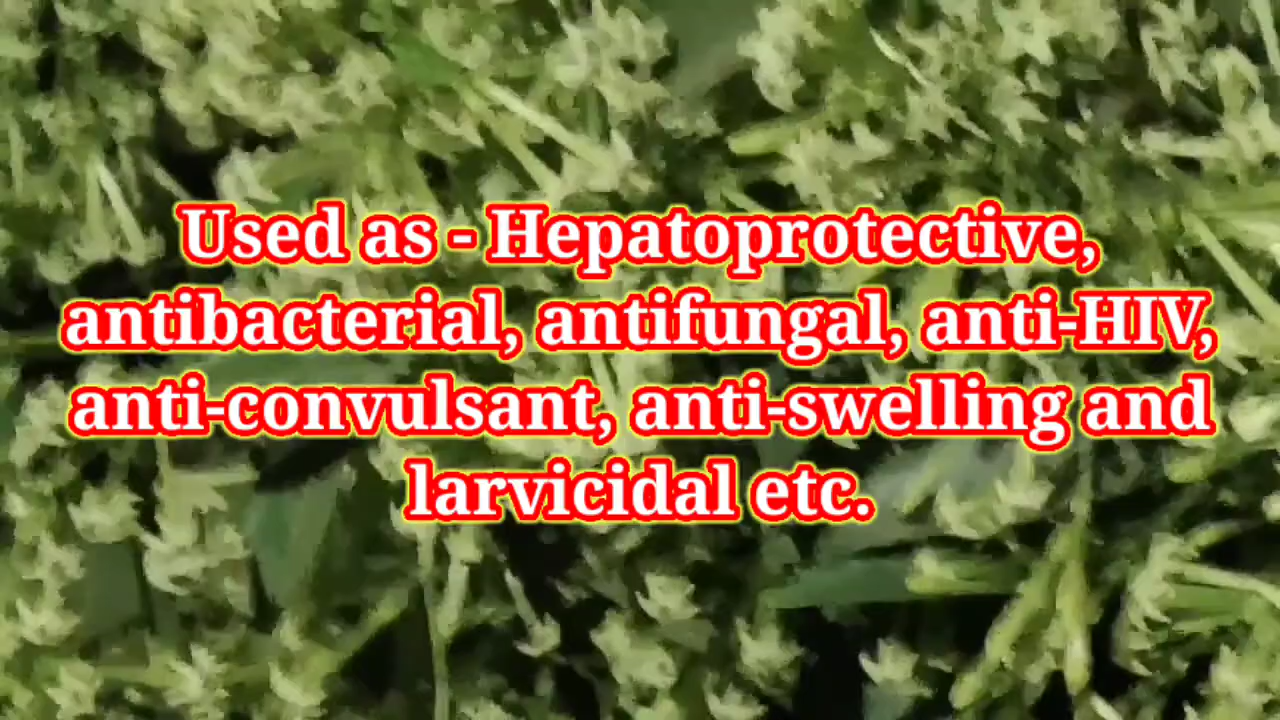 Used as - Hepatoprotective,
antibacterial, antifungal, anti-HIV,
anti-convulsant, anti-swelling and
larvicidal etc.